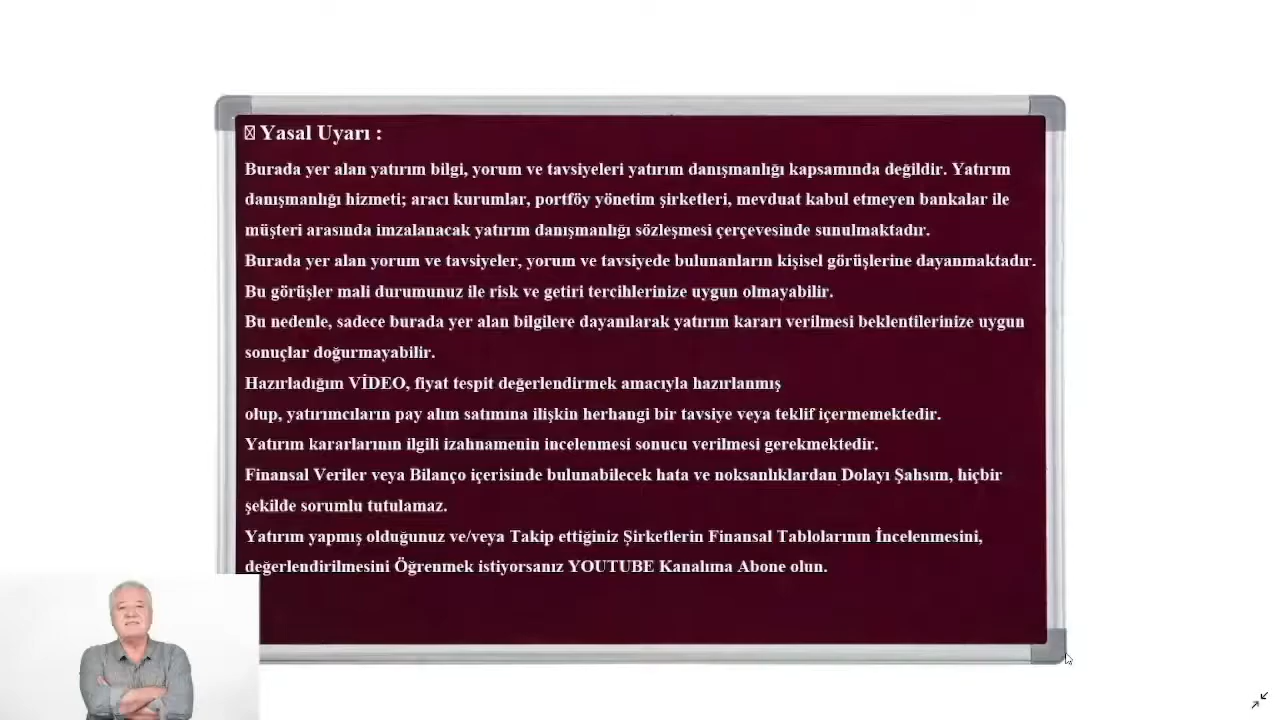 Yasal Uyarı :
Burada yer alan yatırım bilgi, yorum ve tavsiyeleri yatırım danışmanlığı kapsamında değildir. Yatırım
danışmanlığı hizmeti; aracı kurumlar, portföy yönetim şirketleri, mevduat kabul etmeyen bankalar ile
müşteri arasında imzalanacak yatırım danışmanlığı sözleşmesi çerçevesinde sunulmaktadır.
Burada yer alan yorum ve tavsiyeler, yorum ve tavsiyede bulunanların kişisel görüşlerine dayanmaktadır.
Bu görüşler mali durumunuz ile risk ve getiri tercihlerinize uygun olmayabilir.
Bu nedenle, sadece burada yer alan bilgilere dayanılarak yatırım kararı verilmesi beklentilerinize uygun
sonuçlar doğurmayabilir.
Hazırladığım VİDEO, fiyat tespit değerlendirmek amacıyla hazırlanmış
olup, yatırımcıların pay alım satımına ilişkin herhangi bir tavsiye veya teklif içermemektedir.
Yatırım kararlarının ilgili izahnamenin incelenmesi sonucu verilmesi gerekmektedir.
Finansal Veriler veya Bilanço içerisinde bulunabilecek hata ve noksanlıklardan Dolayı Şahsım, hiçbir
şekilde sorumlu tutulamaz.
Yatırım yapmış olduğunuz ve/veya Takip ettiğiniz Şirketlerin Finansal Tablolarının İncelenmesini,
değerlendirilmesini Öğrenmek istiyorsanız YOUTUBE Kanalıma Abone olun.